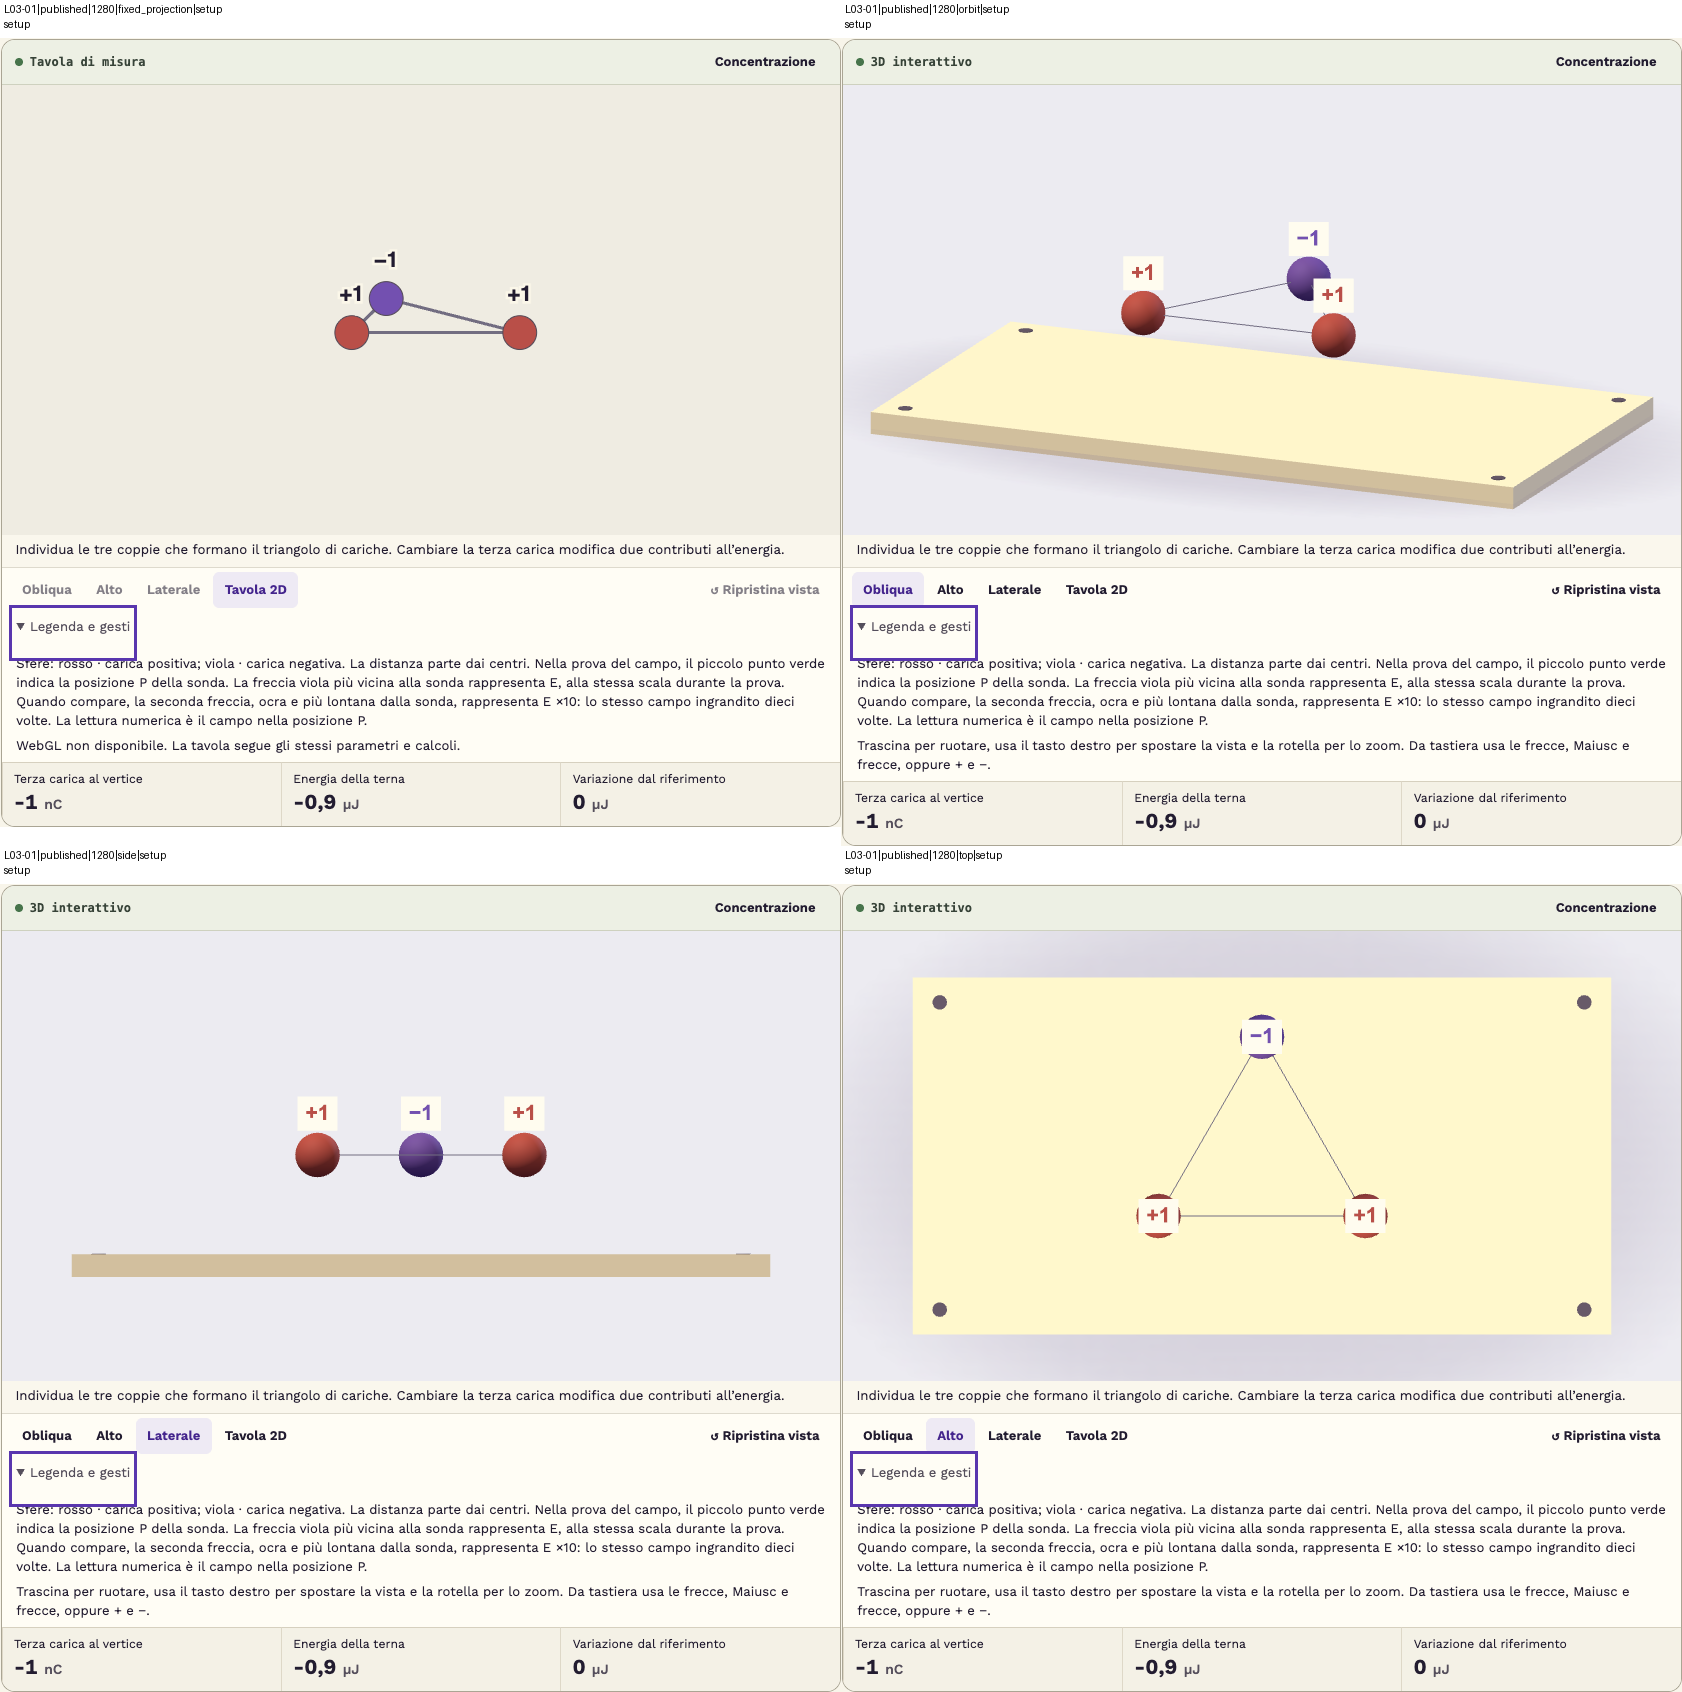 L03-01|published|1280|fixed_projection|setup
setup
Tavola di misura
Concentrazione
−1
+1
+1
Individua le tre coppie che formano il triangolo di cariche. Cambiare la terza carica modifica due contributi all’energia.
Obliqua Alto Laterale Tavola 2D ↺ Ripristina vista
▼ Legenda e gesti
Sfere: rosso · carica positiva; viola · carica negativa. La distanza parte dai centri. Nella prova del campo, il piccolo punto verde
indica la posizione P della sonda. La freccia viola più vicina alla sonda rappresenta E, alla stessa scala durante la prova.
Quando compare, la seconda freccia, ocra e più lontana dalla sonda, rappresenta E ×10: lo stesso campo ingrandito dieci
volte. La lettura numerica è il campo nella posizione P.
WebGL non disponibile. La tavola segue gli stessi parametri e calcoli.
Terza carica al vertice
-1 nC
Energia della terna
-0,9 µJ
Variazione dal riferimento
0 µJ
L03-01|published|1280|orbit|setup
setup
3D interattivo
Concentrazione
−1
+1
+1
Individua le tre coppie che formano il triangolo di cariche. Cambiare la terza carica modifica due contributi all’energia.
Obliqua Alto Laterale Tavola 2D ↺ Ripristina vista
▼ Legenda e gesti
Sfere: rosso · carica positiva; viola · carica negativa. La distanza parte dai centri. Nella prova del campo, il piccolo punto verde
indica la posizione P della sonda. La freccia viola più vicina alla sonda rappresenta E, alla stessa scala durante la prova.
Quando compare, la seconda freccia, ocra e più lontana dalla sonda, rappresenta E ×10: lo stesso campo ingrandito dieci
volte. La lettura numerica è il campo nella posizione P.
Trascina per ruotare, usa il tasto destro per spostare la vista e la rotella per lo zoom. Da tastiera usa le frecce, Maiusc e
frecce, oppure + e −.
Terza carica al vertice
-1 nC
Energia della terna
-0,9 µJ
Variazione dal riferimento
0 µJ
L03-01|published|1280|side|setup
setup
3D interattivo
Concentrazione
+1
−1
+1
Individua le tre coppie che formano il triangolo di cariche. Cambiare la terza carica modifica due contributi all’energia.
Obliqua Alto Laterale Tavola 2D ↺ Ripristina vista
▼ Legenda e gesti
Sfere: rosso · carica positiva; viola · carica negativa. La distanza parte dai centri. Nella prova del campo, il piccolo punto verde
indica la posizione P della sonda. La freccia viola più vicina alla sonda rappresenta E, alla stessa scala durante la prova.
Quando compare, la seconda freccia, ocra e più lontana dalla sonda, rappresenta E ×10: lo stesso campo ingrandito dieci
volte. La lettura numerica è il campo nella posizione P.
Trascina per ruotare, usa il tasto destro per spostare la vista e la rotella per lo zoom. Da tastiera usa le frecce, Maiusc e
frecce, oppure + e −.
Terza carica al vertice
-1 nC
Energia della terna
-0,9 µJ
Variazione dal riferimento
0 µJ
L03-01|published|1280|top|setup
setup
3D interattivo
Concentrazione
−1
+1
+1
Individua le tre coppie che formano il triangolo di cariche. Cambiare la terza carica modifica due contributi all’energia.
Obliqua Alto Laterale Tavola 2D ↺ Ripristina vista
▼ Legenda e gesti
Sfere: rosso · carica positiva; viola · carica negativa. La distanza parte dai centri. Nella prova del campo, il piccolo punto verde
indica la posizione P della sonda. La freccia viola più vicina alla sonda rappresenta E, alla stessa scala durante la prova.
Quando compare, la seconda freccia, ocra e più lontana dalla sonda, rappresenta E ×10: lo stesso campo ingrandito dieci
volte. La lettura numerica è il campo nella posizione P.
Trascina per ruotare, usa il tasto destro per spostare la vista e la rotella per lo zoom. Da tastiera usa le frecce, Maiusc e
frecce, oppure + e −.
Terza carica al vertice
-1 nC
Energia della terna
-0,9 µJ
Variazione dal riferimento
0 µJ